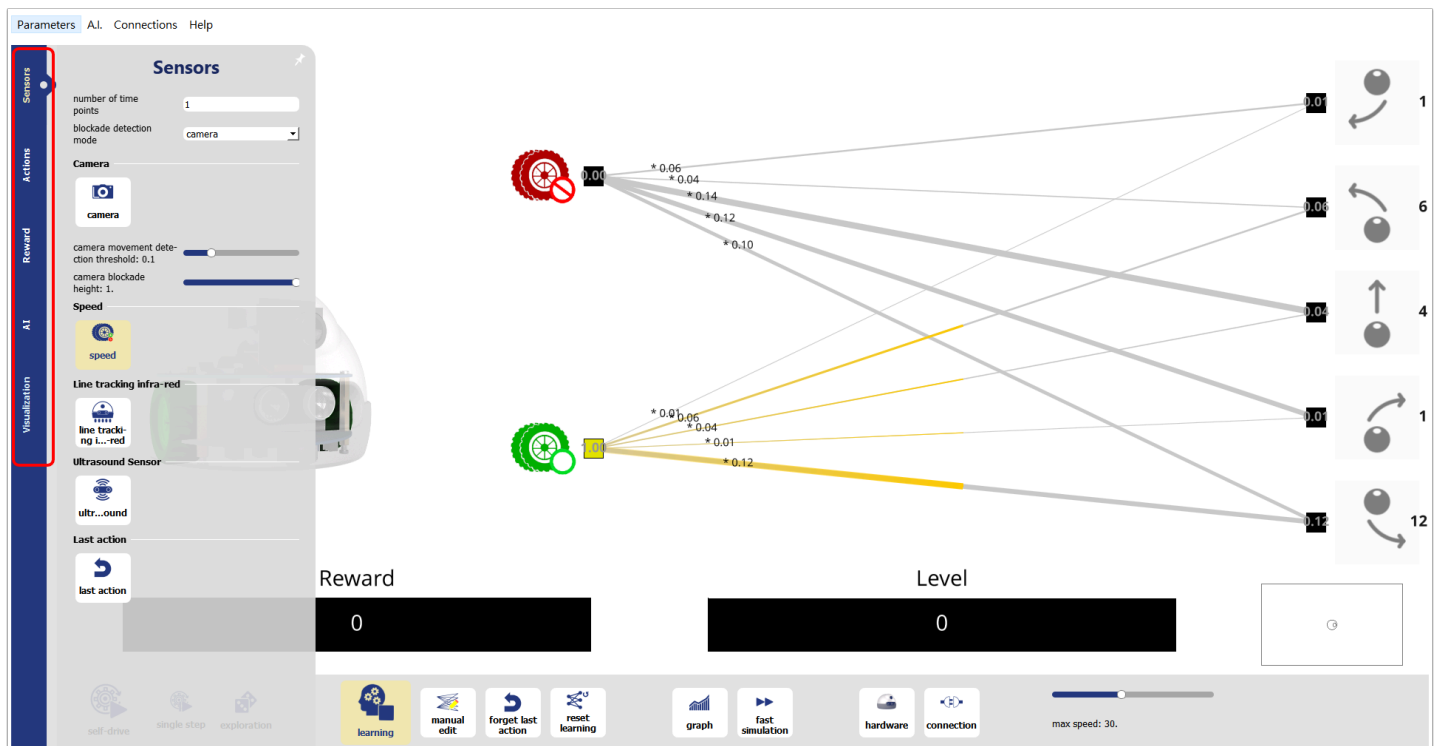 Parameters A.I. Connections Help
Sensors
Actions
Reward
AI
Visualization
Sensors
number of time
points
1
blockade detection
mode
camera
Camera
camera
camera movement dete-
ction threshold: 0.1
camera blockade
height: 1.
Speed
speed
Line tracking infra-red
line tracki-
ng i...-red
Ultrasound Sensor
ultr...ound
Last action
last action
0.00
* 0.06
* 0.04
* 0.14
* 0.12
* 0.10
1.00
* 0.01
* 0.06
* 0.04
* 0.01
* 0.12
0.01
1
0.06
6
0.04
4
0.01
1
0.12
12
Reward
0
Level
0
self-drive
single step
exploration
learning
manual
edit
forget last
action
reset
learning
graph
fast
simulation
hardware
connection
max speed: 30.